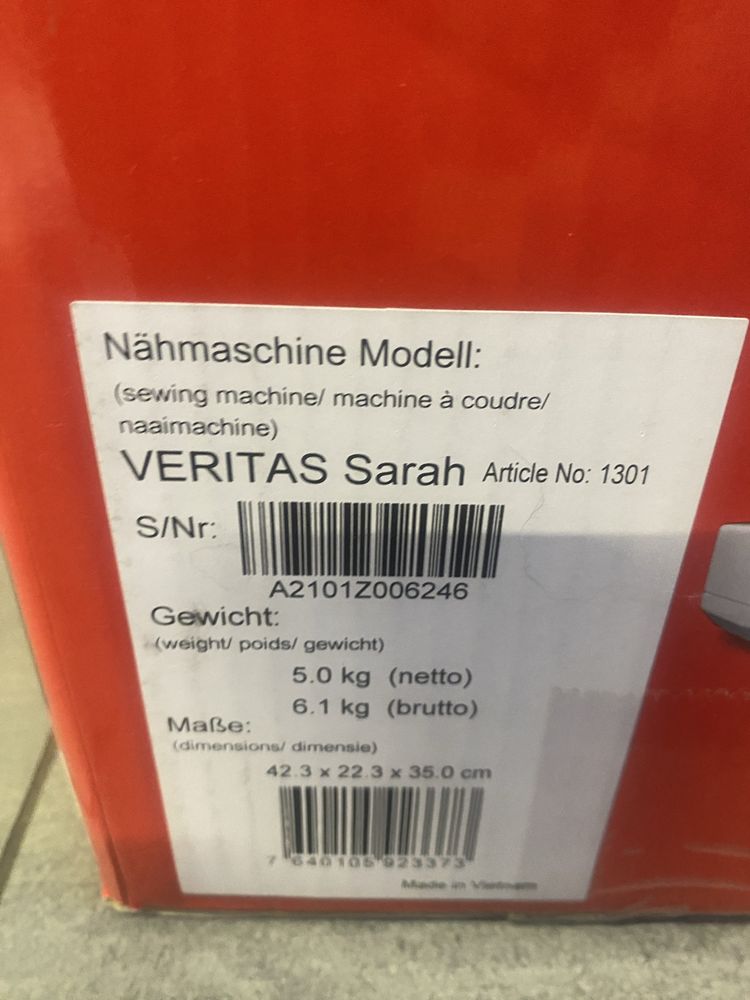 Nähmaschine Modell:
(sewing machine/ machine à coudre/
naaimachine)
VERITAS Sarah Article No: 1301
S/Nr:
A2101Z006246
Gewicht:
(weight/ poids/ gewicht)
5.0 kg (netto)
6.1 kg (brutto)
Maße:
(dimensions/ dimensie)
42.3 x 22.3 x 35.0 cm
7 640105 923373
Made in Vietnam